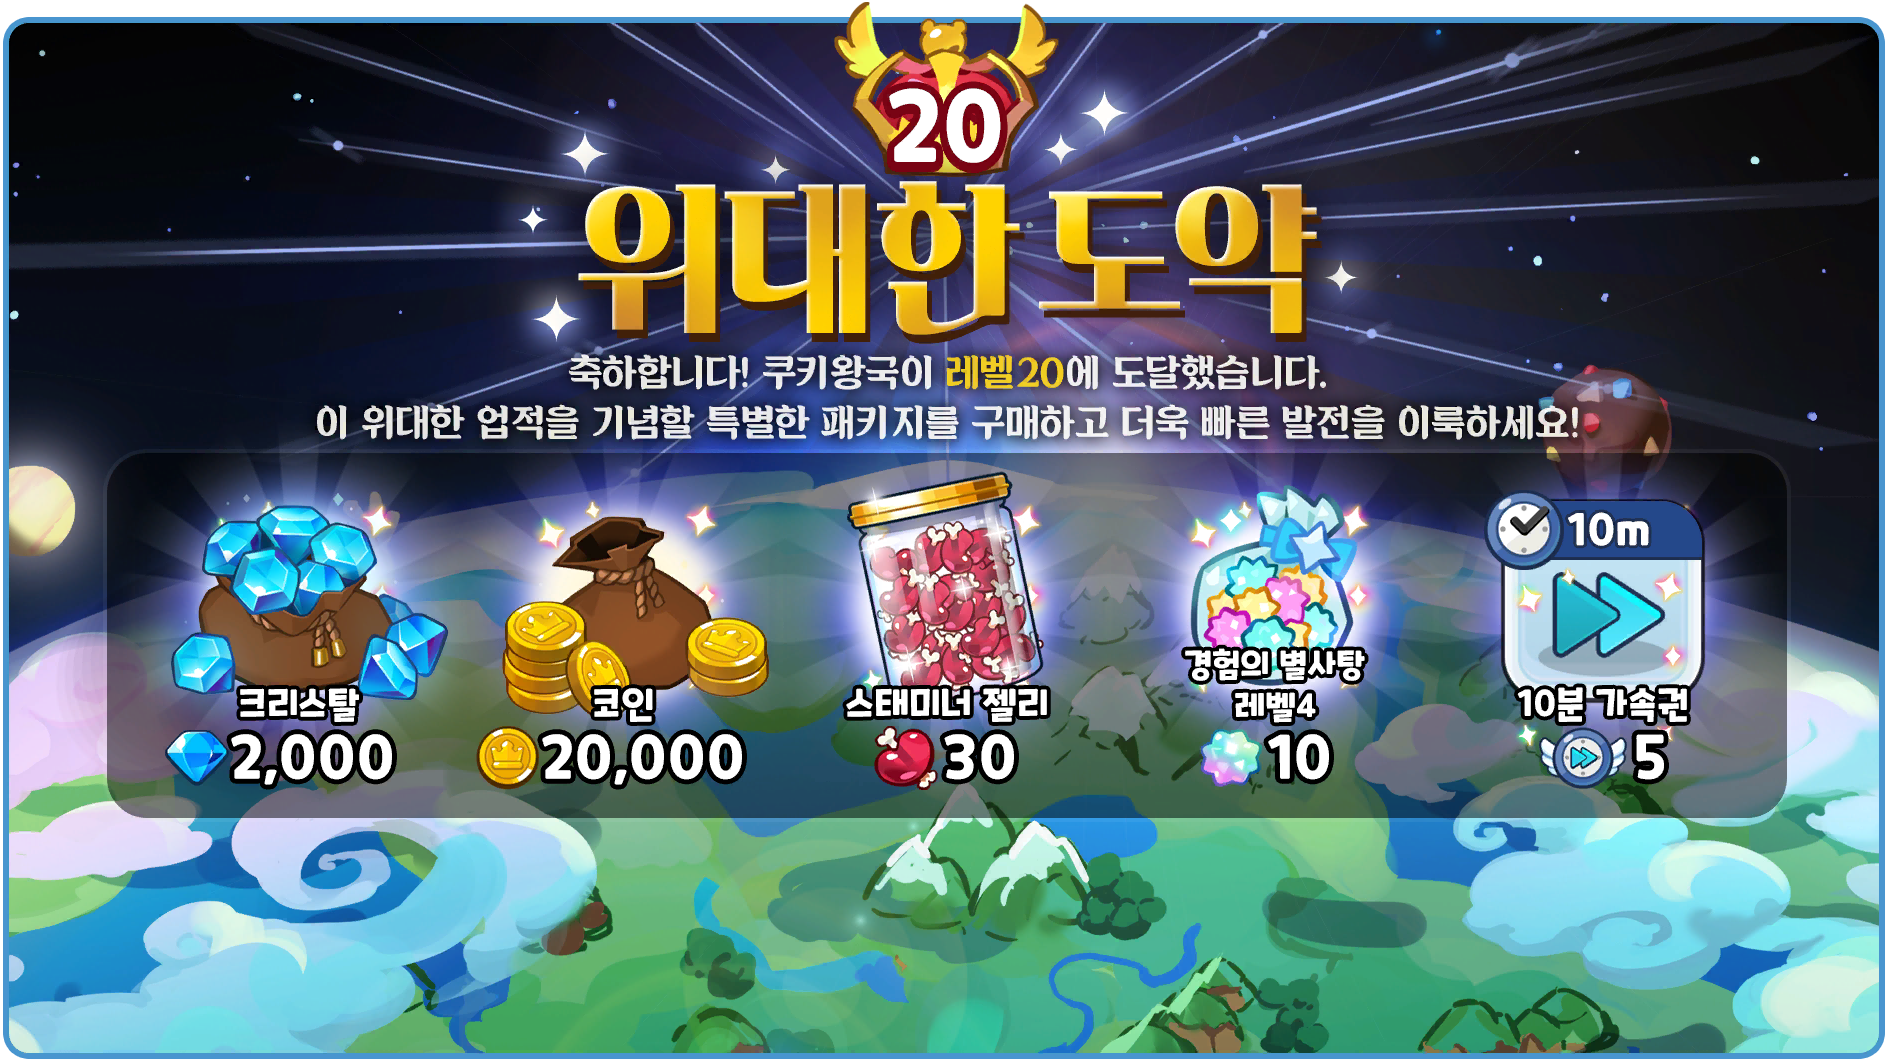 20
위대한 도약
축하합니다! 쿠키왕국이 레벨20에 도달했습니다.
이 위대한 업적을 기념할 특별한 패키지를 구매하고 더욱 빠른 발전을 이룩하세요!
크리스탈
2,000
코인
20,000
스태미너 젤리
30
경험의 별사탕
레벨4
10
10m
10분 가속권
5